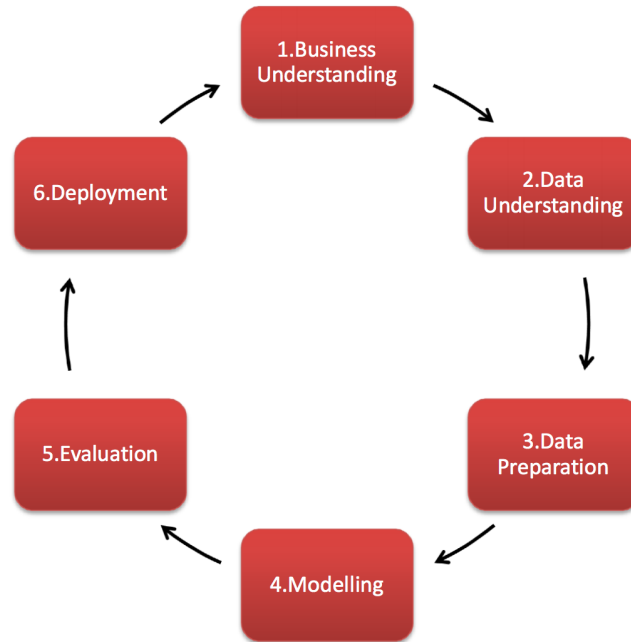 1.Business
Understanding
2.Data
Understanding
3.Data
Preparation
4.Modelling
5.Evaluation
6.Deployment